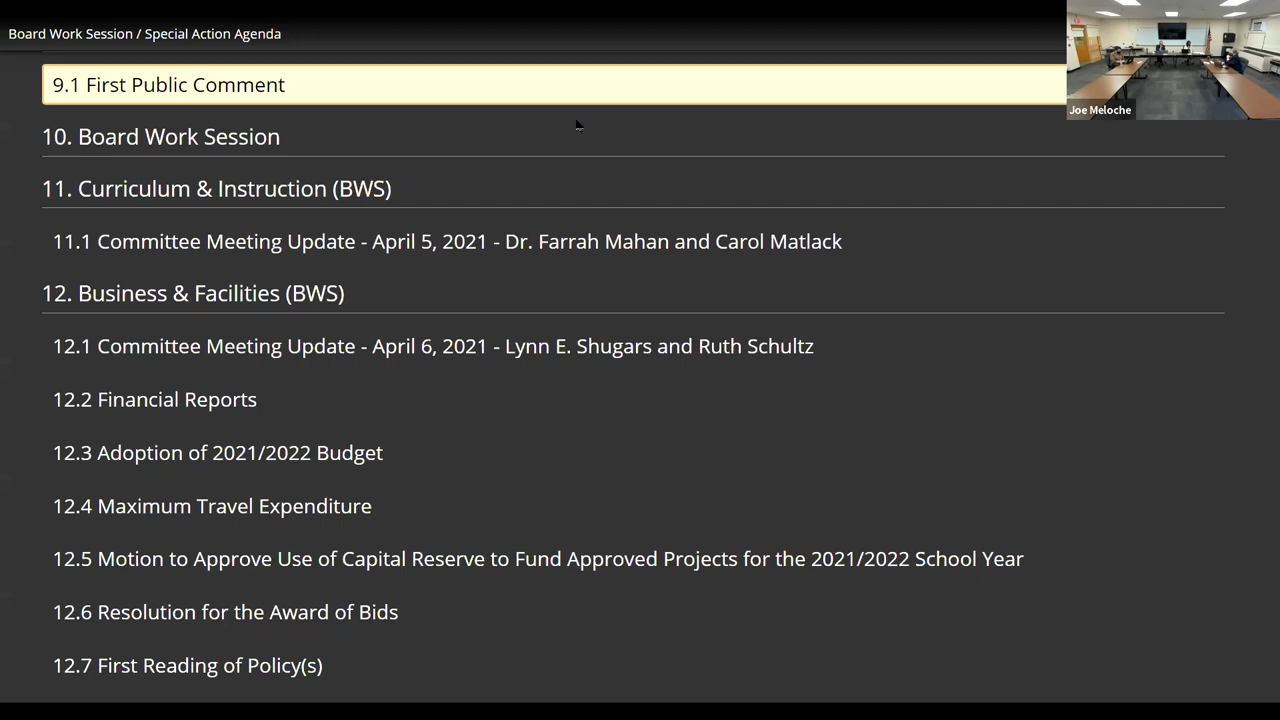 Board Work Session / Special Action Agenda
9.1 First Public Comment
Joe Meloche
10. Board Work Session
11. Curriculum & Instruction (BWS)
11.1 Committee Meeting Update - April 5, 2021 - Dr. Farrah Mahan and Carol Matlack
12. Business & Facilities (BWS)
12.1 Committee Meeting Update - April 6, 2021 - Lynn E. Shugars and Ruth Schultz
12.2 Financial Reports
12.3 Adoption of 2021/2022 Budget
12.4 Maximum Travel Expenditure
12.5 Motion to Approve Use of Capital Reserve to Fund Approved Projects for the 2021/2022 School Year
12.6 Resolution for the Award of Bids
12.7 First Reading of Policy(s)